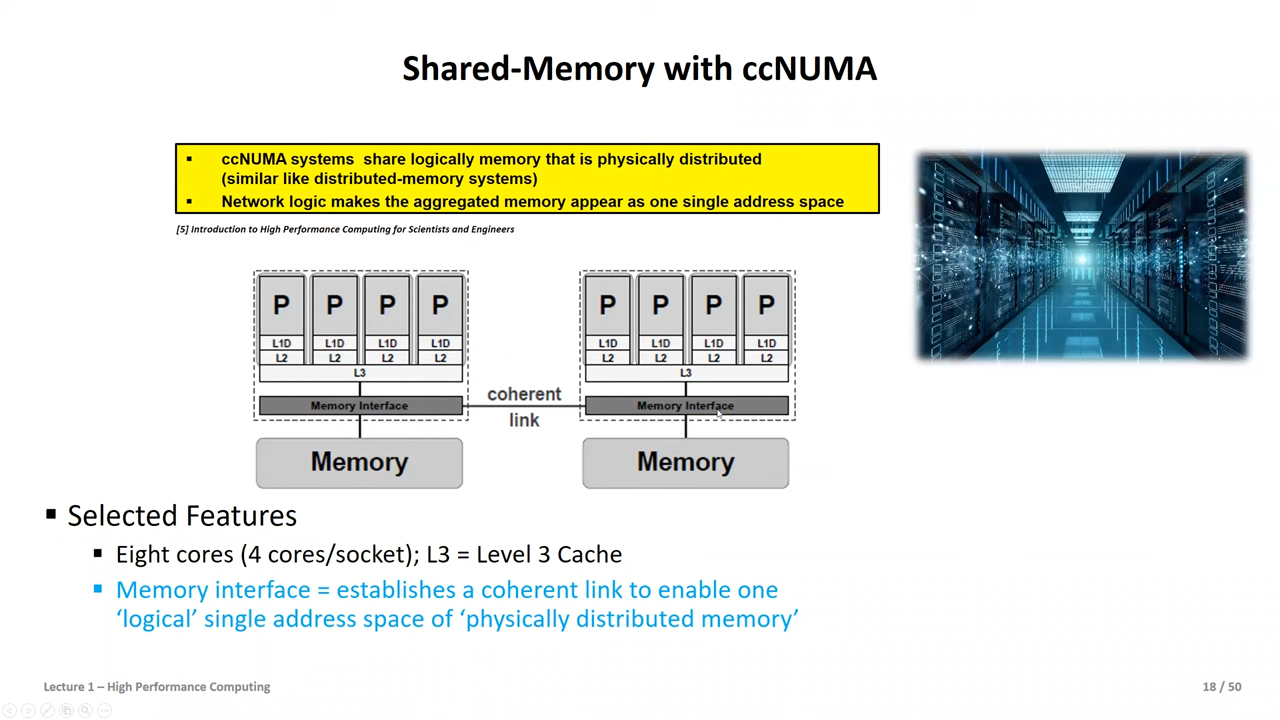 Shared-Memory with ccNUMA
▪ ccNUMA systems  share logically memory that is physically distributed
(similar like distributed-memory systems)
▪ Network logic makes the aggregated memory appear as one single address space
[5] Introduction to High Performance Computing for Scientists and Engineers
P P P P P P P P
L1D L1D L1D L1D L1D L1D L1D L1D
L2 L2 L2 L2 L2 L2 L2 L2
L3 L3
coherent
Memory Interface Memory Interface
link
Memory Memory
▪ Selected Features
▪ Eight cores (4 cores/socket); L3 = Level 3 Cache
▪ Memory interface = establishes a coherent link to enable one
‘logical’ single address space of ‘physically distributed memory’
Lecture 1 – High Performance Computing 18 / 50